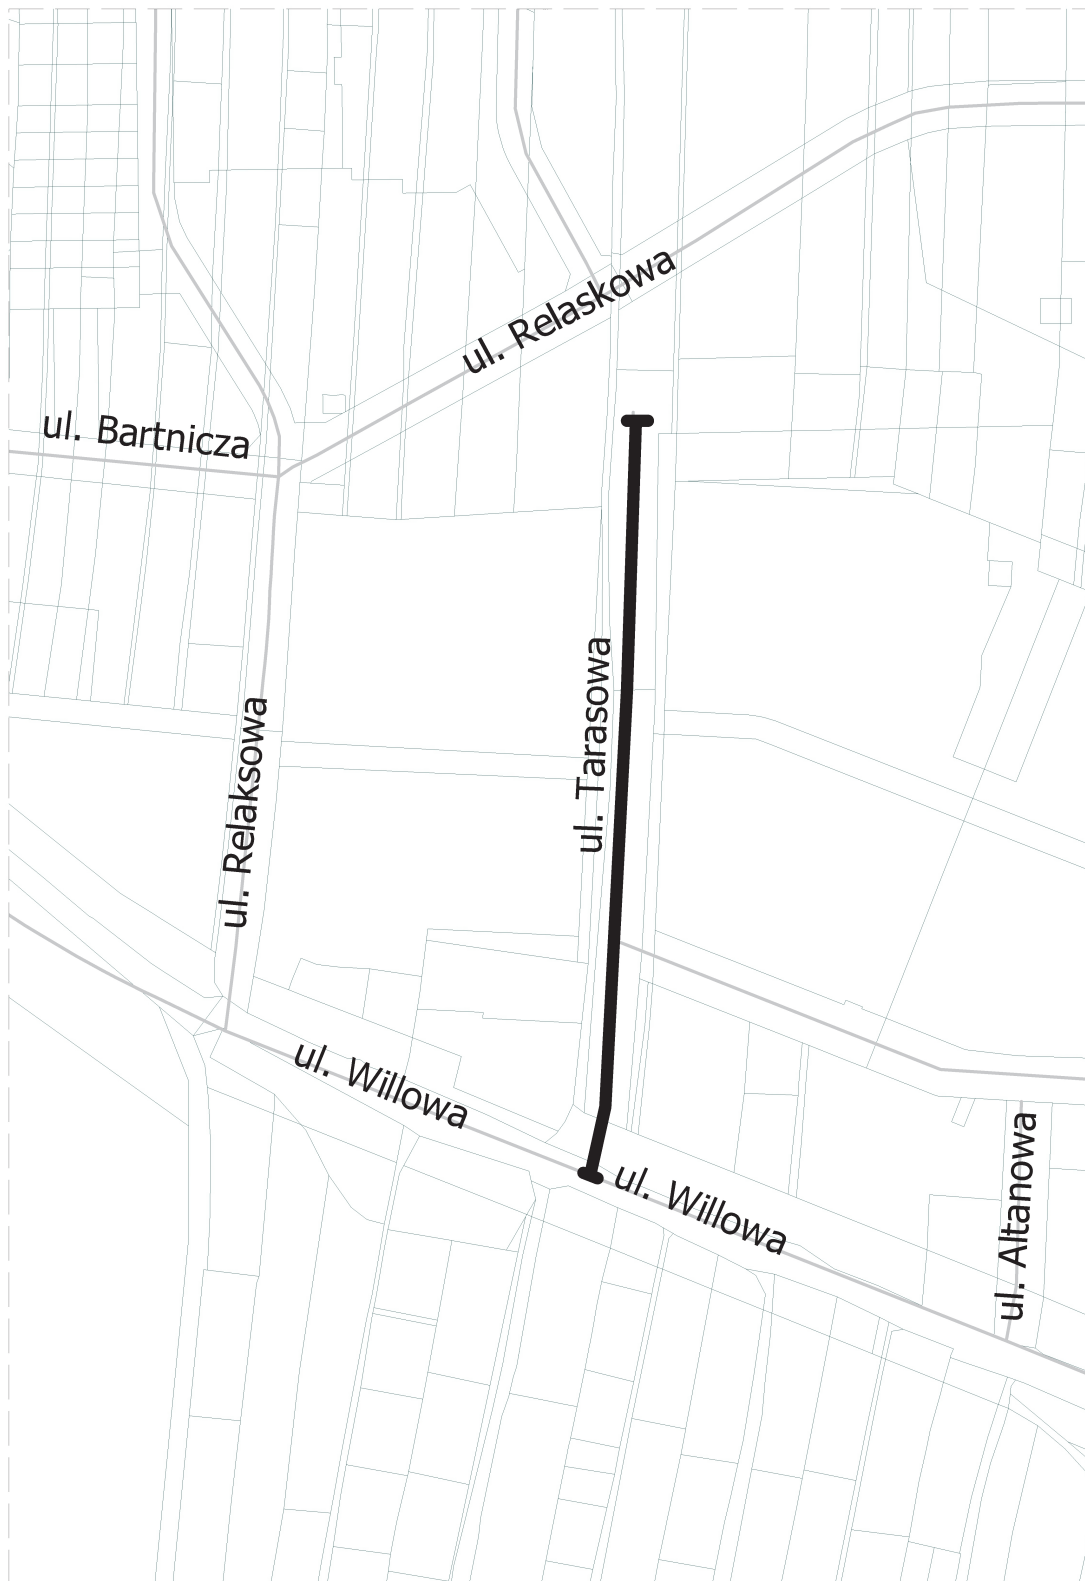 ul. Relaskowa
ul. Bartnicza
ul. Tarasowa
ul. Relaksowa
ul. Willowa
ul. Willowa
ul. Altanowa